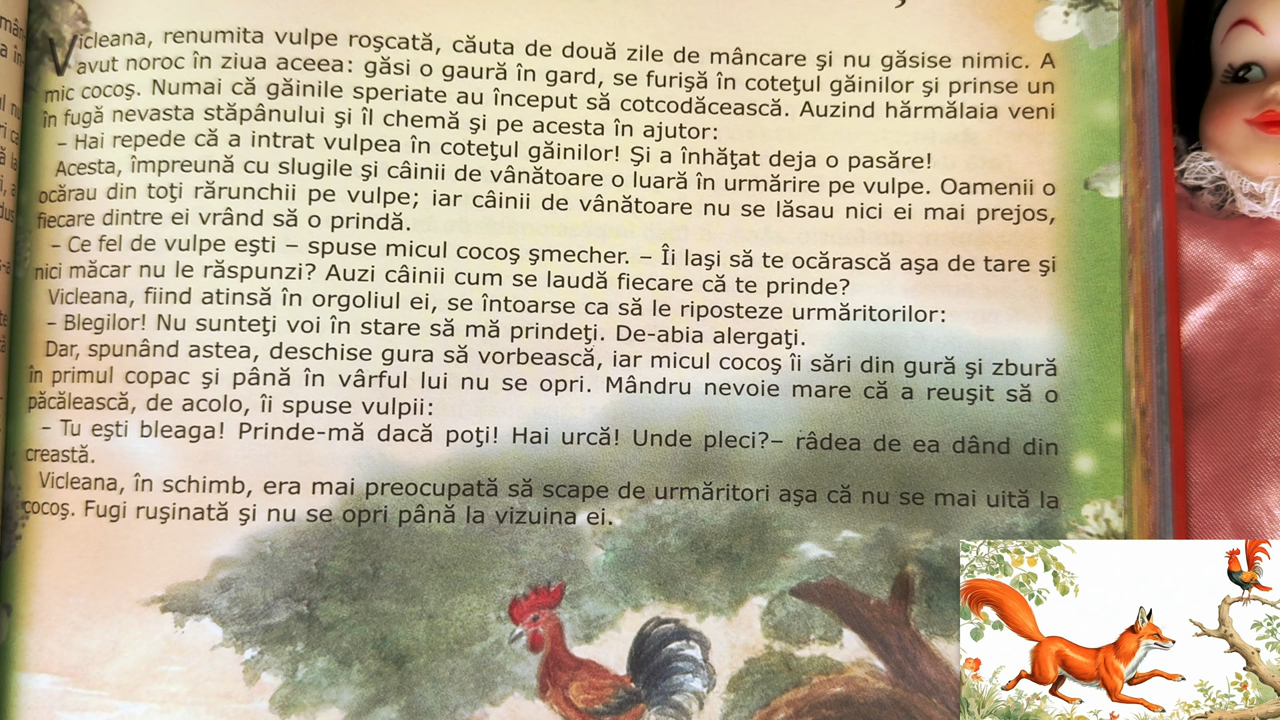 Vicleana, renumita vulpe roşcată, căuta de două zile de mâncare şi nu găsise nimic. A
avut noroc în ziua aceea: găsi o gaură în gard, se furişă în coteţul găinilor şi prinse un
mic cocoş. Numai că găinile speriate au început să cotcodăcească. Auzind hărmălaia veni
în fugă nevasta stăpânului şi îl chemă şi pe acesta în ajutor:
– Hai repede că a intrat vulpea în coteţul găinilor! Şi a înhăţat deja o pasăre!
Acesta, împreună cu slugile şi câinii de vânătoare o luară în urmărire pe vulpe. Oamenii o
ocărau din toţi rărunchii pe vulpe; iar câinii de vânătoare nu se lăsau nici ei mai prejos,
fiecare dintre ei vrând să o prindă.
– Ce fel de vulpe eşti – spuse micul cocoş şmecher. – Îi laşi să te ocărască aşa de tare şi
nici măcar nu le răspunzi? Auzi câinii cum se laudă fiecare că te prinde?
Vicleana, fiind atinsă în orgoliul ei, se întoarse ca să le riposteze urmăritorilor:
– Blegilor! Nu sunteţi voi în stare să mă prindeţi. De-abia alergaţi.
Dar, spunând astea, deschise gura să vorbească, iar micul cocoş îi sări din gură şi zbură
în primul copac şi până în vârful lui nu se opri. Mândru nevoie mare că a reuşit să o
păcălească, de acolo, îi spuse vulpii:
– Tu eşti bleaga! Prinde-mă dacă poţi! Hai urcă! Unde pleci?– râdea de ea dând din
creastă.
Vicleana, în schimb, era mai preocupată să scape de urmăritori aşa că nu se mai uită la
cocoş. Fugi ruşinată şi nu se opri până la vizuina ei.